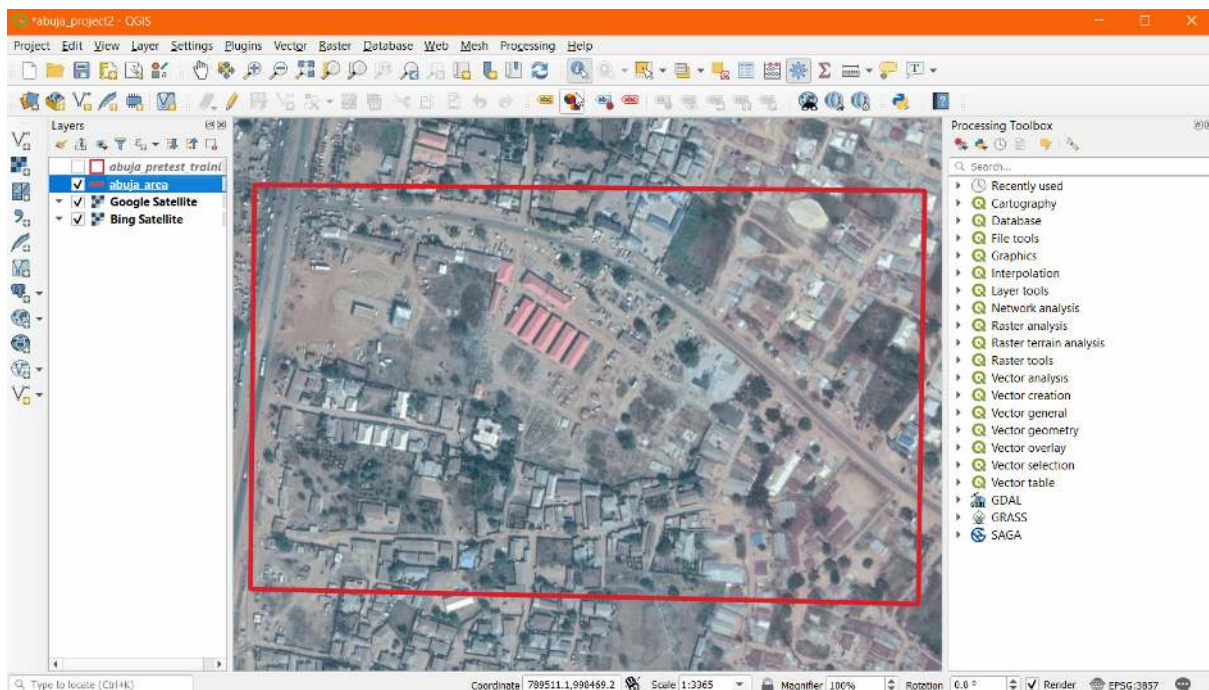 *abuja_project2 - QGIS
Project Edit View Layer Settings Plugins Vector Raster Database Web Mesh Processing Help
Layers
abuja_pretest_traini
abuja_area
Google Satellite
Bing Satellite
Processing Toolbox
Search...
Recently used
Cartography
Database
File tools
Graphics
Interpolation
Layer tools
Network analysis
Raster analysis
Raster terrain analysis
Raster tools
Vector analysis
Vector creation
Vector general
Vector geometry
Vector overlay
Vector selection
Vector table
GDAL
GRASS
SAGA
Type to locate (Ctrl+K) Coordinate 789511.1,998469.2 Scale 1:3365 Magnifier 100% Rotation 0.0 ° Render EPSG:3857